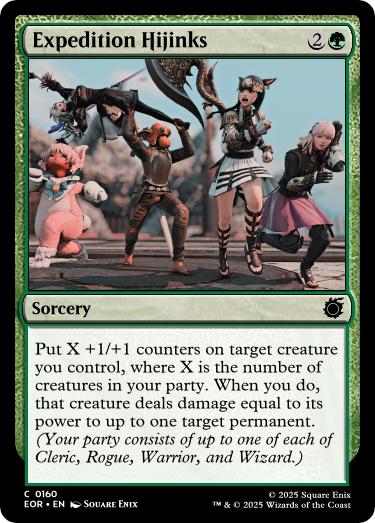 Expedition Hijinks 2
Sorcery
Put X +1/+1 counters on target creature
you control, where X is the number of
creatures in your party. When you do,
that creature deals damage equal to its
power to up to one target permanent.
(Your party consists of up to one of each of
Cleric, Rogue, Warrior, and Wizard.)
C 0160 © 2025 Square Enix
EOR • EN Square Enix ™ & © 2025 Wizards of the Coast